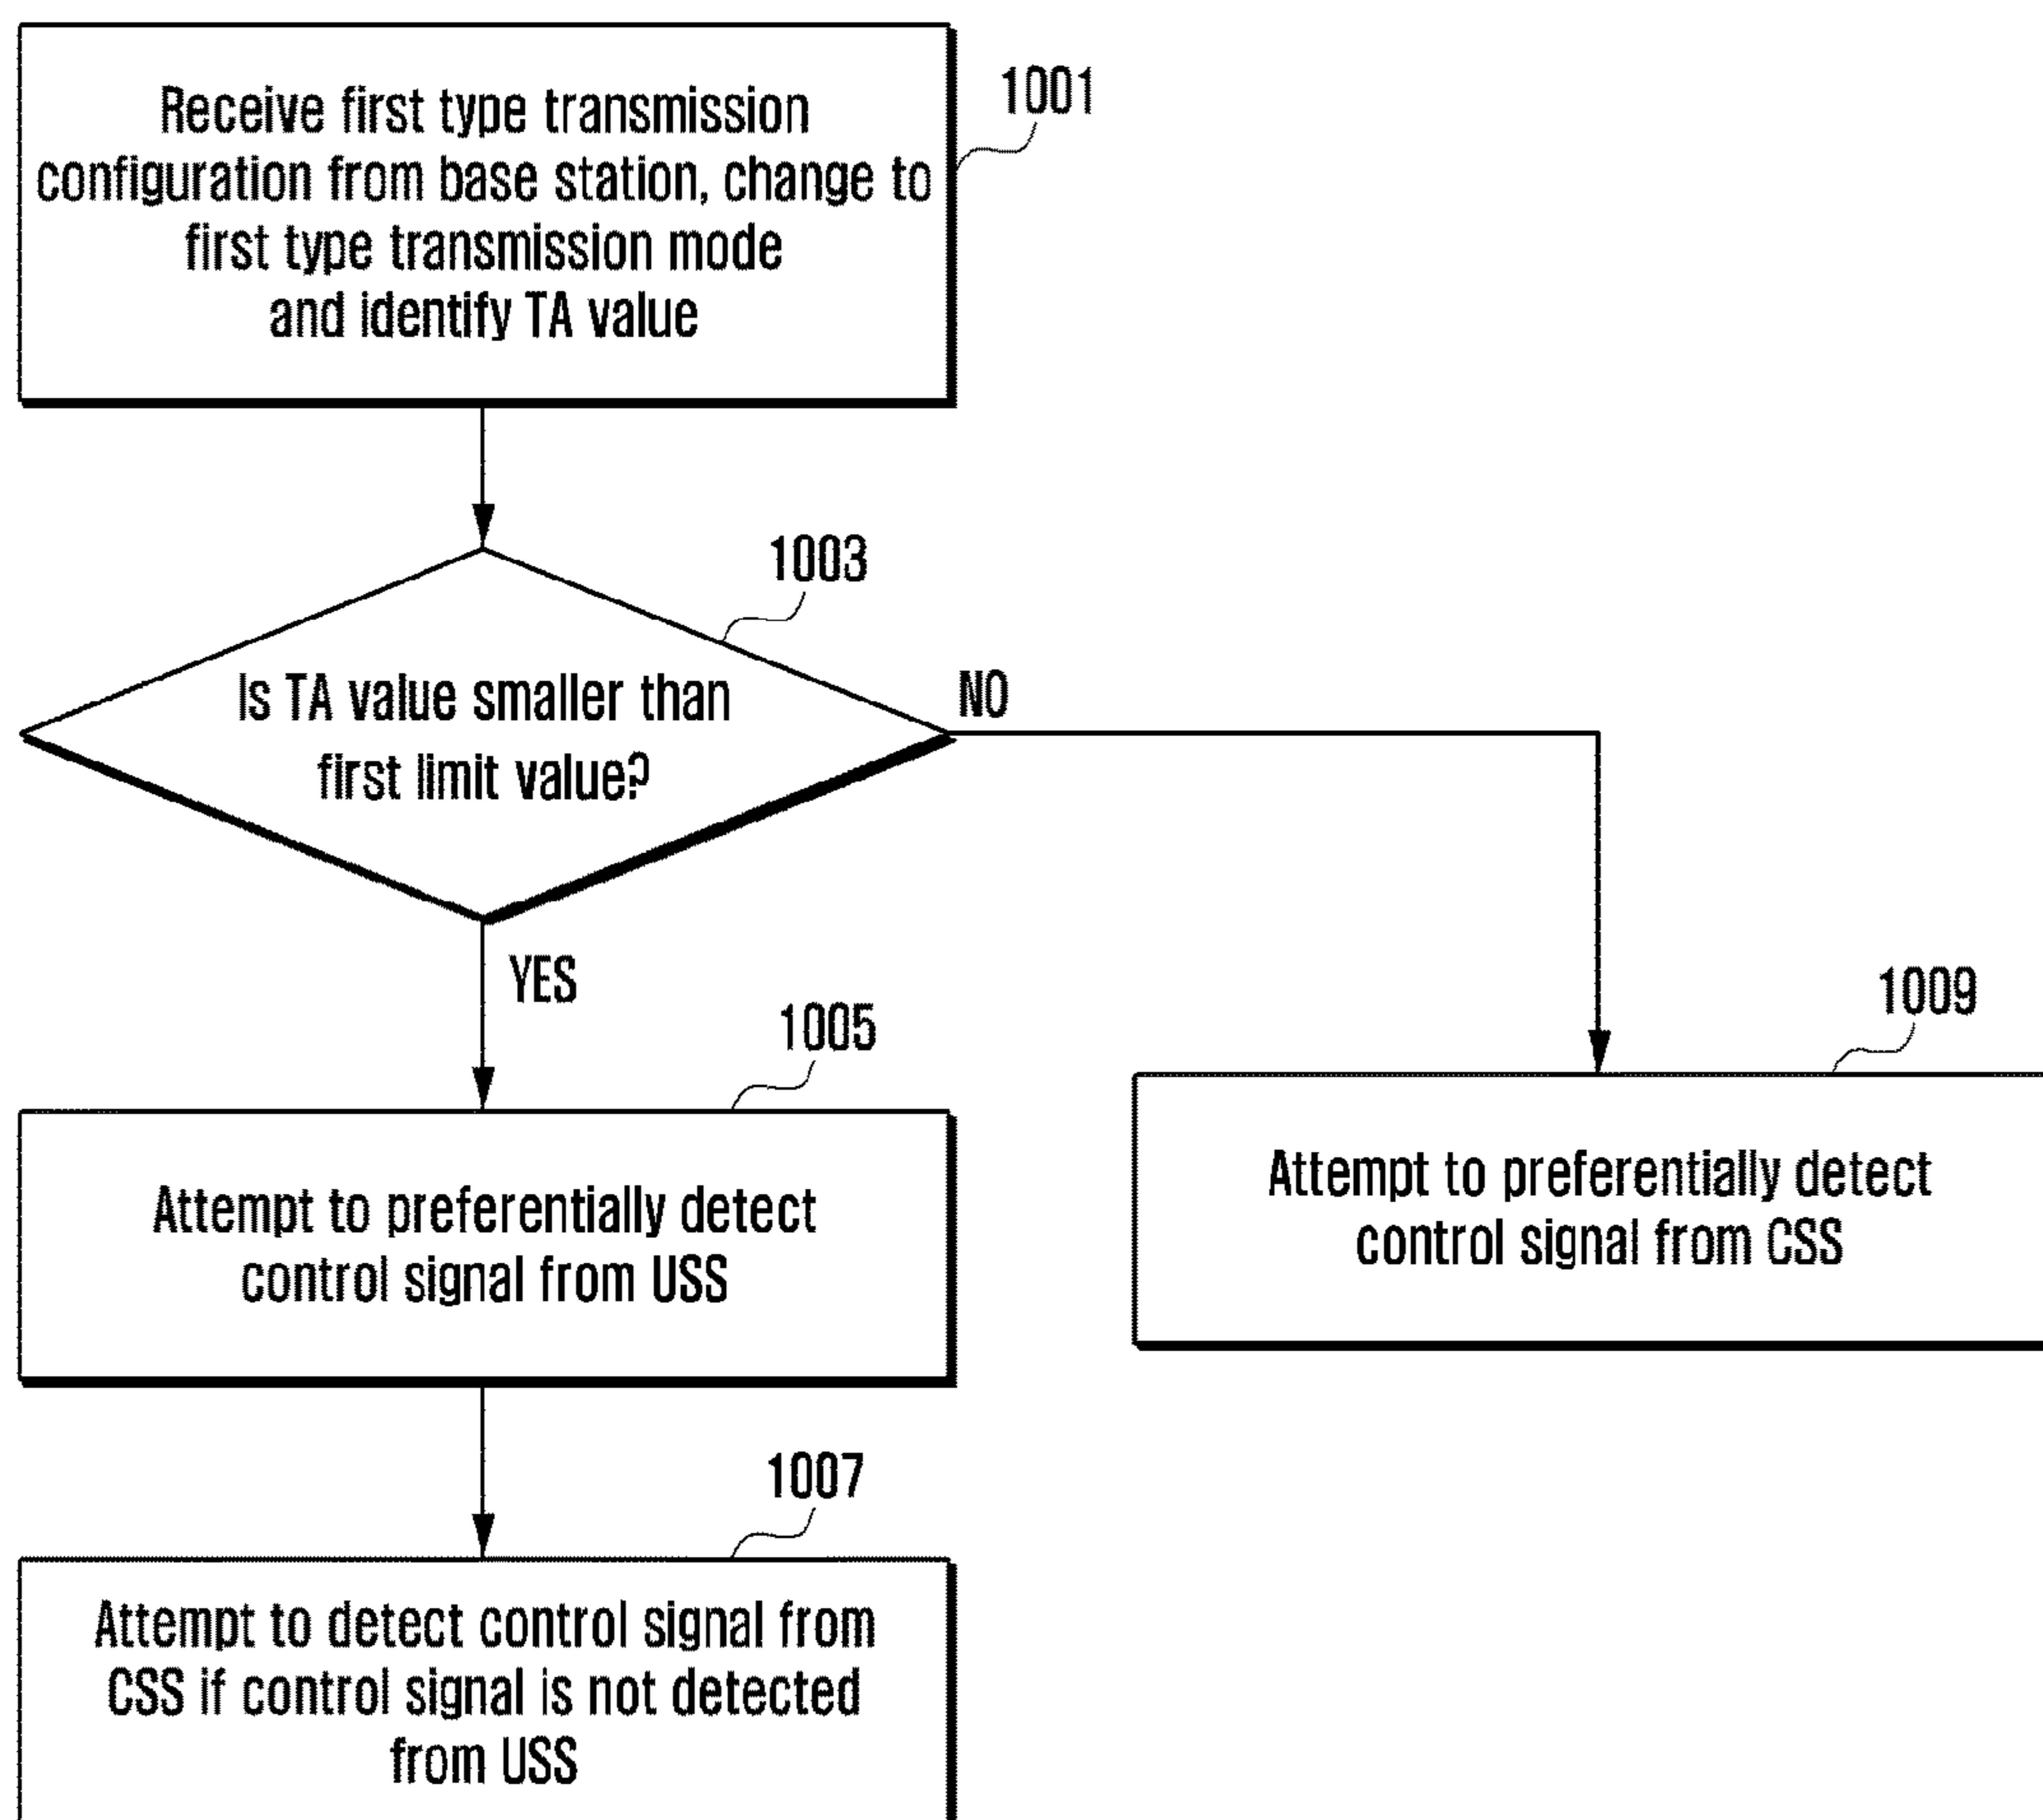 Receive first type transmission
configuration from base station, change to
first type transmission mode
and identify TA value
1001
1003
Is TA value smaller than
first limit value?
NO
YES
1005
Attempt to preferentially detect
control signal from USS
1009
Attempt to preferentially detect
control signal from CSS
1007
Attempt to detect control signal from
CSS if control signal is not detected
from USS